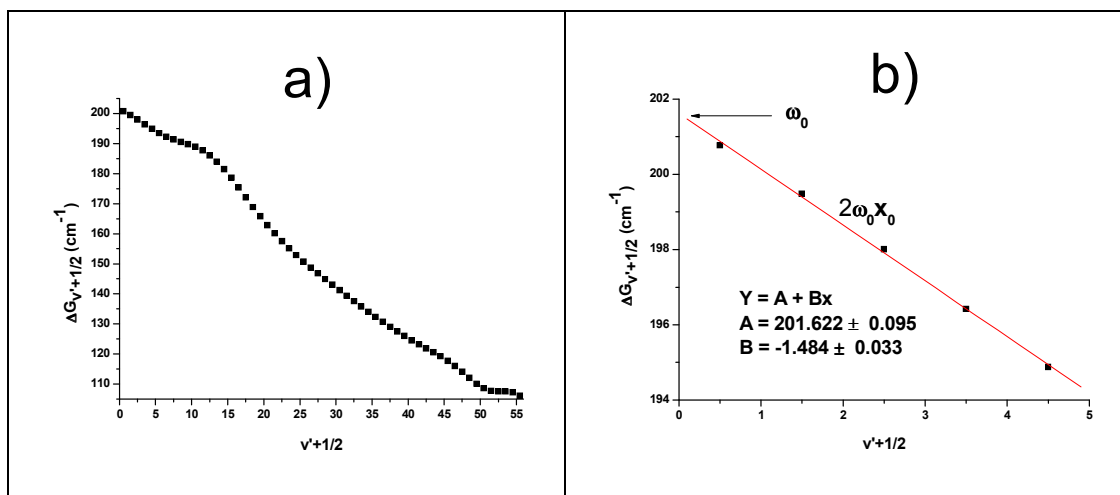 a)
200
190
180
170
160
150
140
130
120
110
0 5 10 15 20 25 30 35 40 45 50 55
ΔG_{v'+1/2} (cm⁻¹)
v'+1/2
b)
202
200
198
196
194
0 1 2 3 4 5
ΔG_{v'+1/2} (cm⁻¹)
v'+1/2
ω₀
2ω₀x₀
Y = A + Bx
A = 201.622 ± 0.095
B = -1.484 ± 0.033